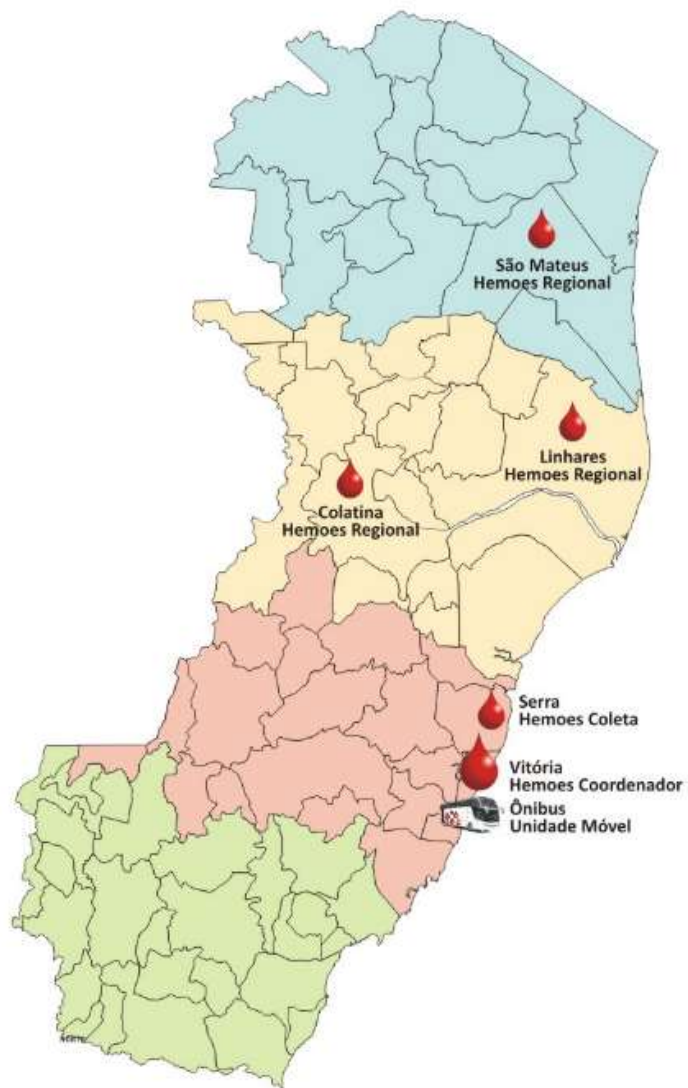 São Mateus
Hemoes Regional
Linhares
Hemoes Regional
Colatina
Hemoes Regional
Serra
Hemoes Coleta
Vitória
Hemoes Coordenador
Ônibus
Unidade Móvel